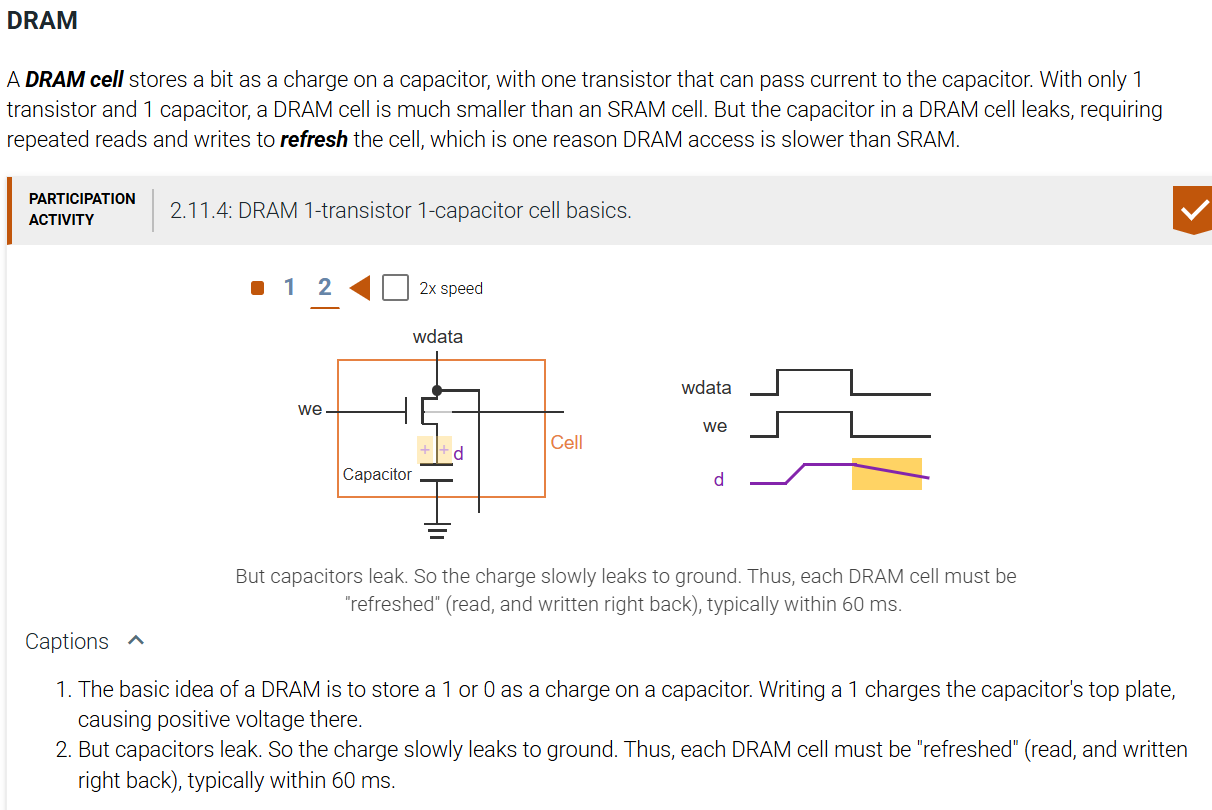 DRAM
A DRAM cell stores a bit as a charge on a capacitor, with one transistor that can pass current to the capacitor. With only 1
transistor and 1 capacitor, a DRAM cell is much smaller than an SRAM cell. But the capacitor in a DRAM cell leaks, requiring
repeated reads and writes to refresh the cell, which is one reason DRAM access is slower than SRAM.
PARTICIPATION
ACTIVITY
2.11.4: DRAM 1-transistor 1-capacitor cell basics.
1 2 2x speed
wdata
we
+ + d
Capacitor
Cell
wdata
we
d
But capacitors leak. So the charge slowly leaks to ground. Thus, each DRAM cell must be
"refreshed" (read, and written right back), typically within 60 ms.
Captions
1. The basic idea of a DRAM is to store a 1 or 0 as a charge on a capacitor. Writing a 1 charges the capacitor's top plate,
causing positive voltage there.
2. But capacitors leak. So the charge slowly leaks to ground. Thus, each DRAM cell must be "refreshed" (read, and written
right back), typically within 60 ms.